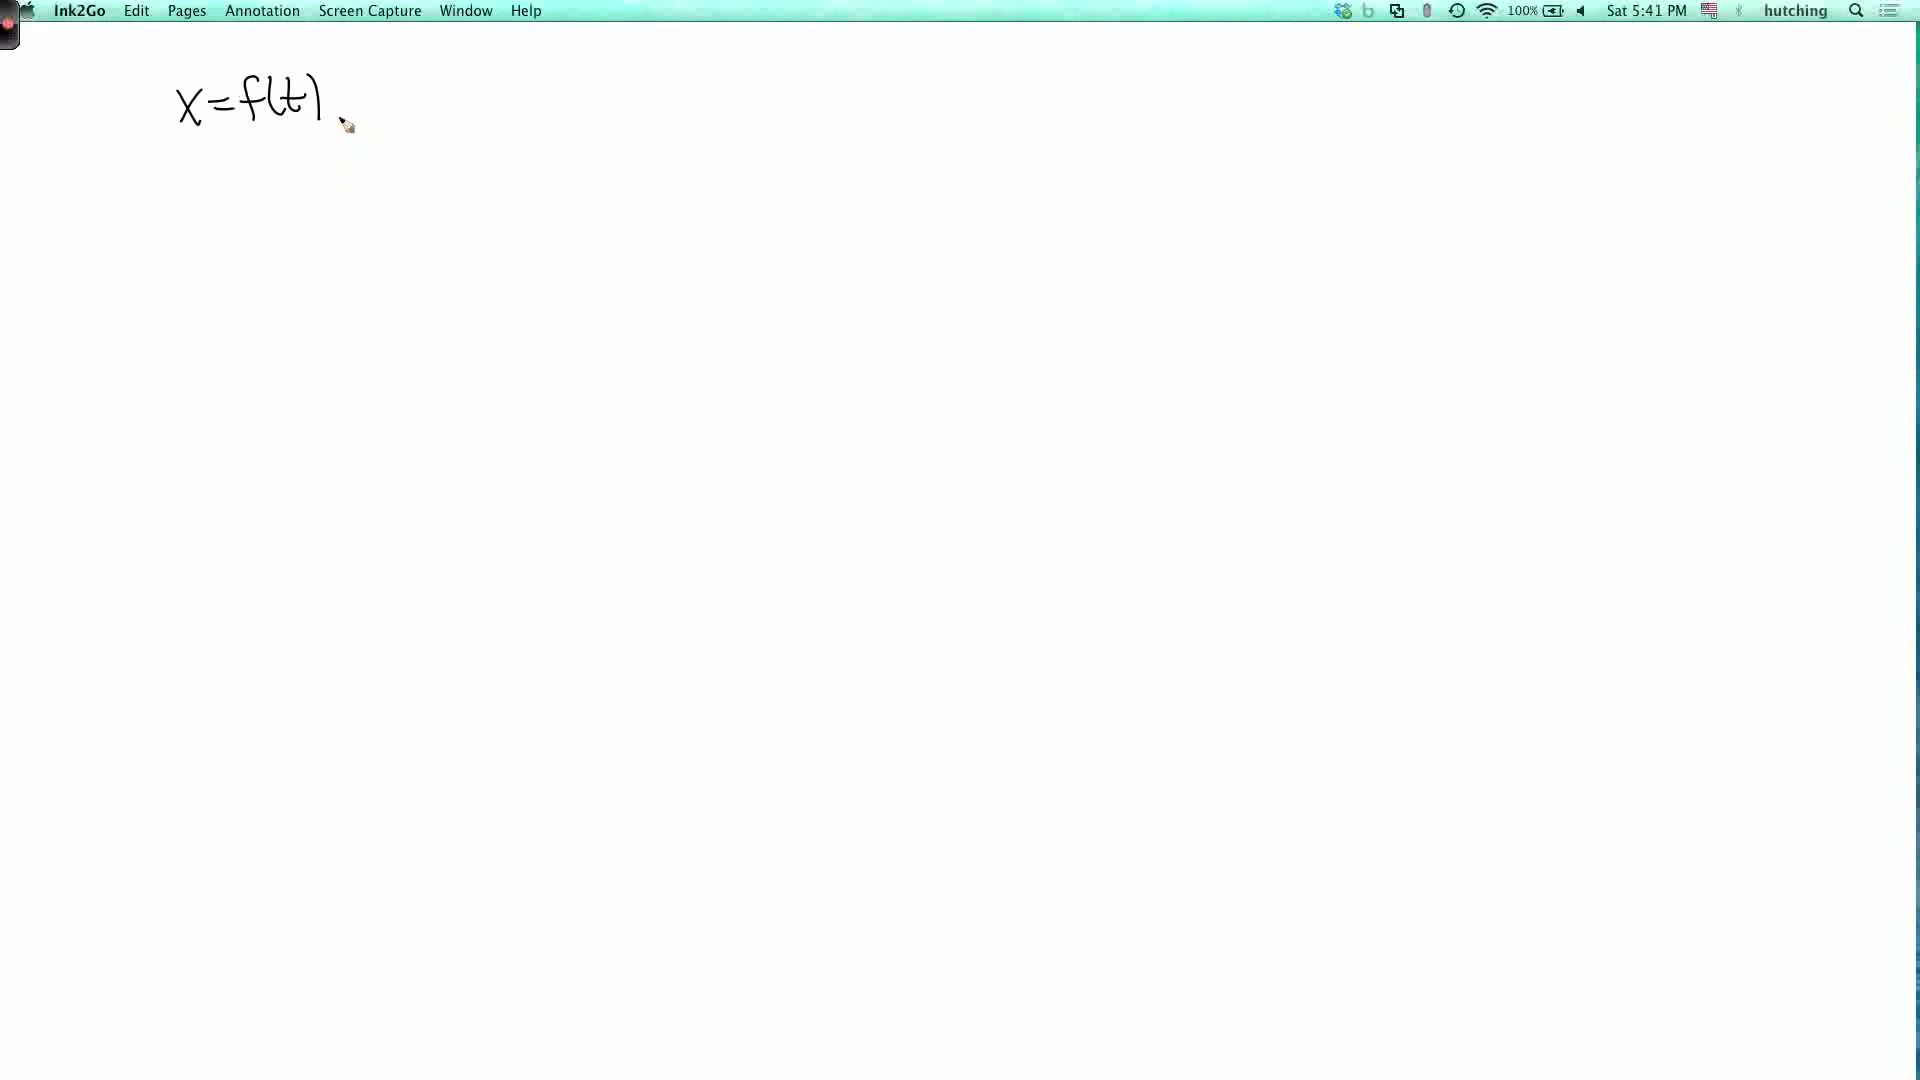 Ink2Go Edit Pages Annotation Screen Capture Window Help 100% Sat 5:41 PM hutching
x=f(t)